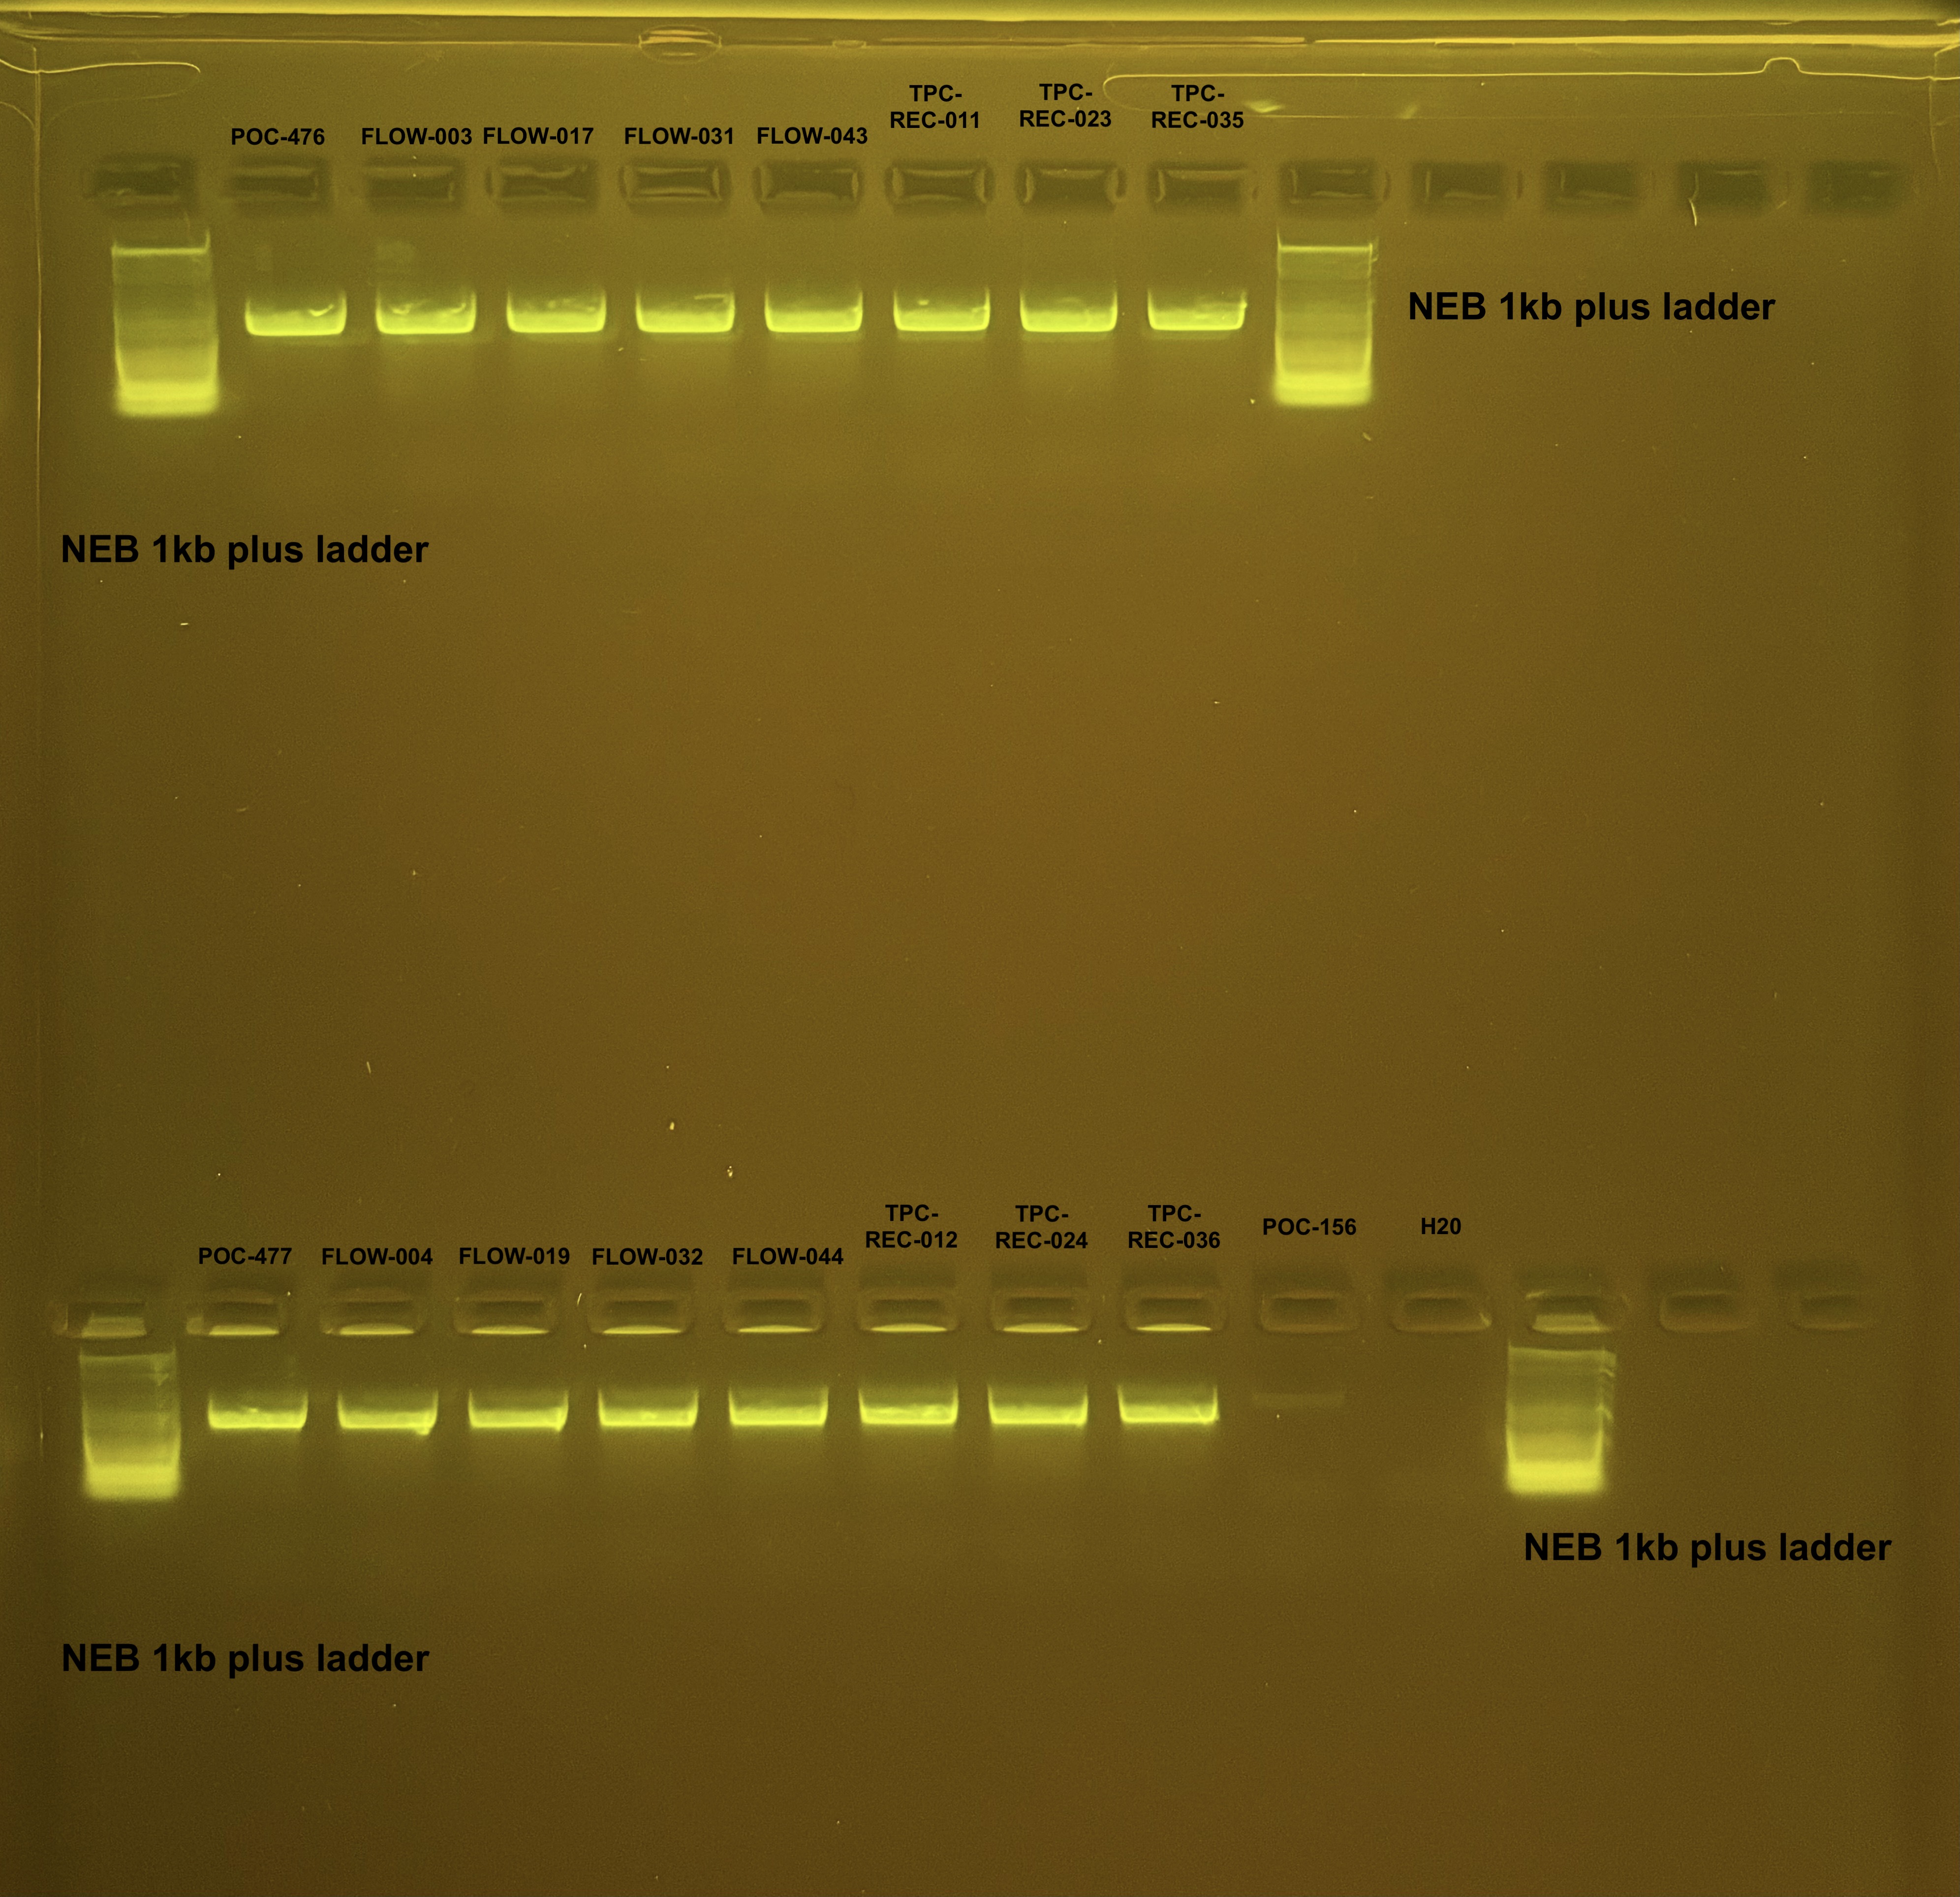 TPC-
REC-011
TPC-
REC-023
TPC-
REC-035
POC-476
FLOW-003
FLOW-017
FLOW-031
FLOW-043
NEB 1kb plus ladder
NEB 1kb plus ladder
TPC-
REC-012
TPC-
REC-024
TPC-
REC-036
POC-156
H20
POC-477
FLOW-004
FLOW-019
FLOW-032
FLOW-044
NEB 1kb plus ladder
NEB 1kb plus ladder